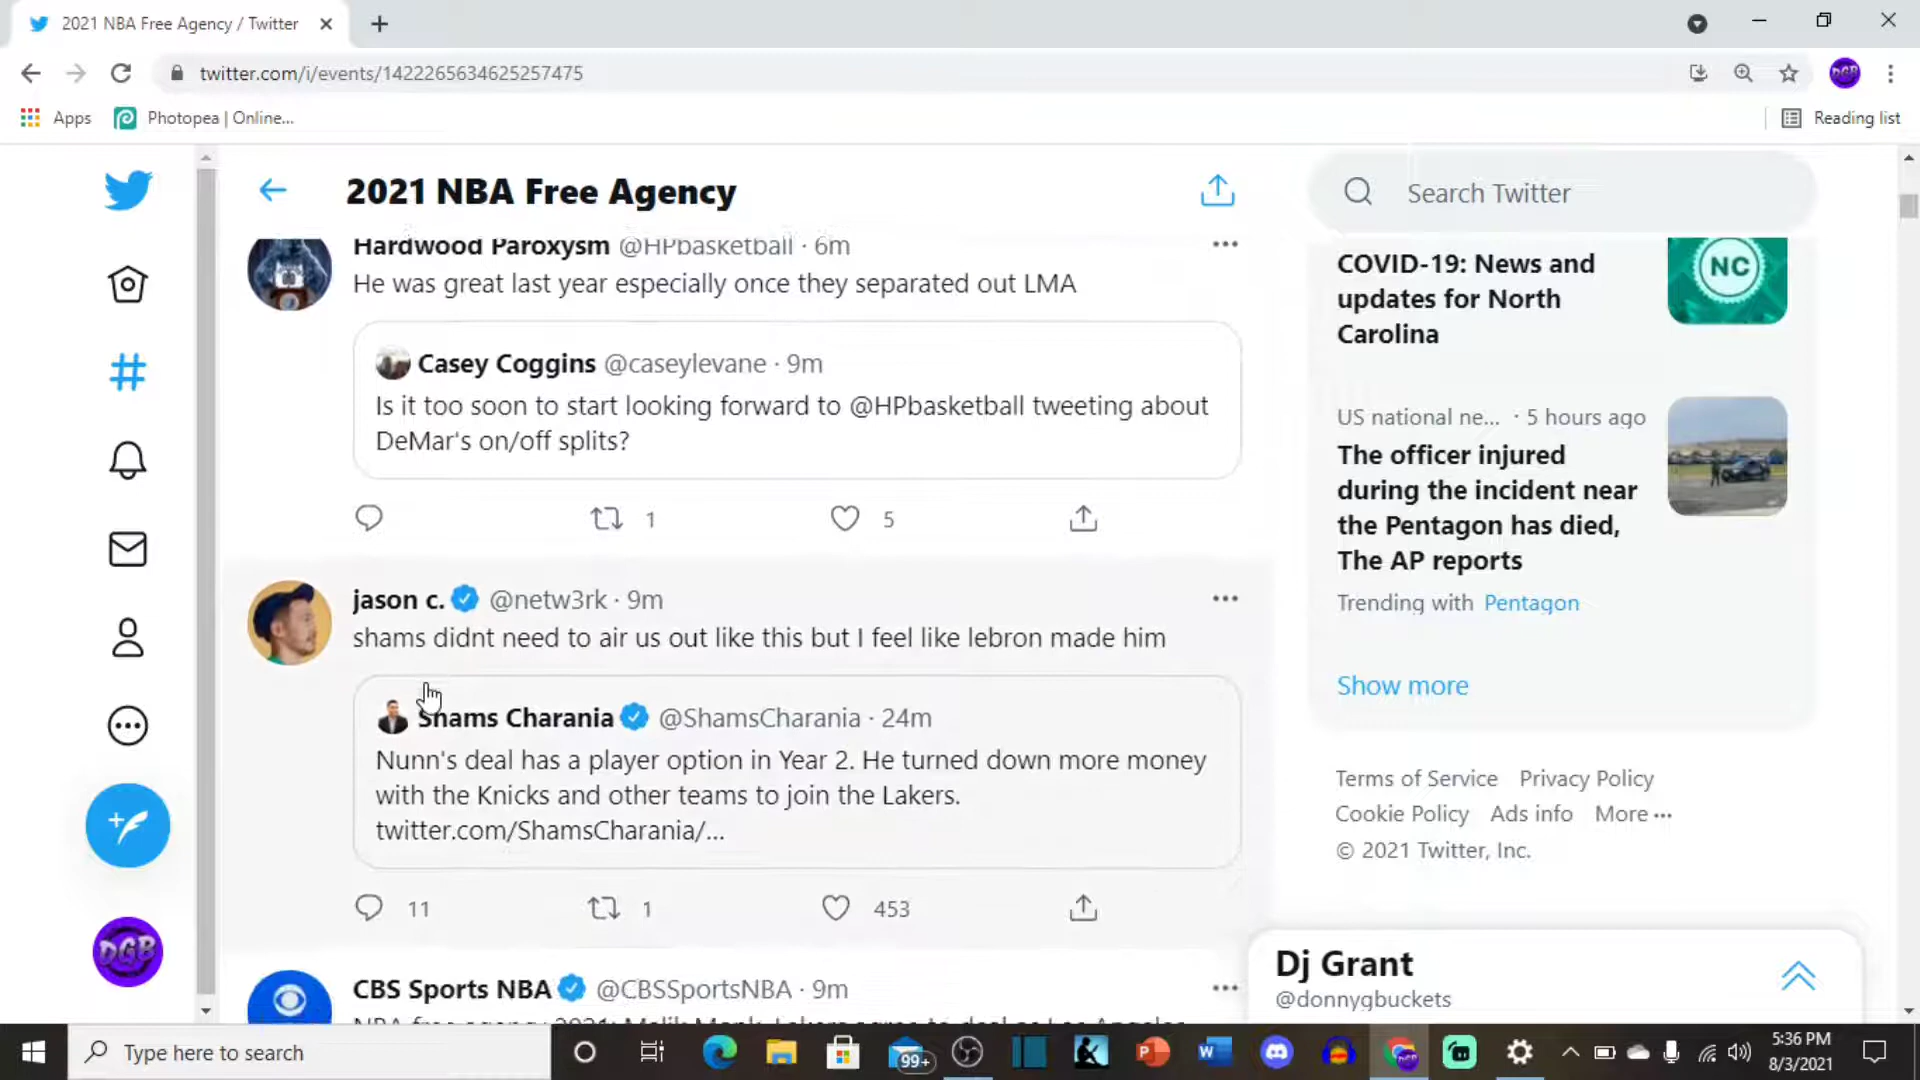 2021 NBA Free Agency / Twitter
twitter.com/i/events/1422265634625257475
DGB
Apps
Photopea | Online...
Reading list
2021 NBA Free Agency
Search Twitter
Hardwood Paroxysm @HPbasketball · 6m
He was great last year especially once they separated out LMA
Casey Coggins @caseylevane · 9m
Is it too soon to start looking forward to @HPbasketball tweeting about
DeMar's on/off splits?
1
5
jason c. @netw3rk · 9m
shams didnt need to air us out like this but I feel like lebron made him
Shams Charania @ShamsCharania · 24m
Nunn's deal has a player option in Year 2. He turned down more money
with the Knicks and other teams to join the Lakers.
twitter.com/ShamsCharania/...
11
1
453
CBS Sports NBA @CBSSportsNBA · 9m
COVID-19: News and
updates for North
Carolina
NC
US national ne... · 5 hours ago
The officer injured
during the incident near
the Pentagon has died,
The AP reports
Trending with Pentagon
Show more
Terms of Service Privacy Policy
Cookie Policy Ads info More ···
© 2021 Twitter, Inc.
Dj Grant
@donnygbuckets
DGB
Type here to search
99+
5:36 PM
8/3/2021